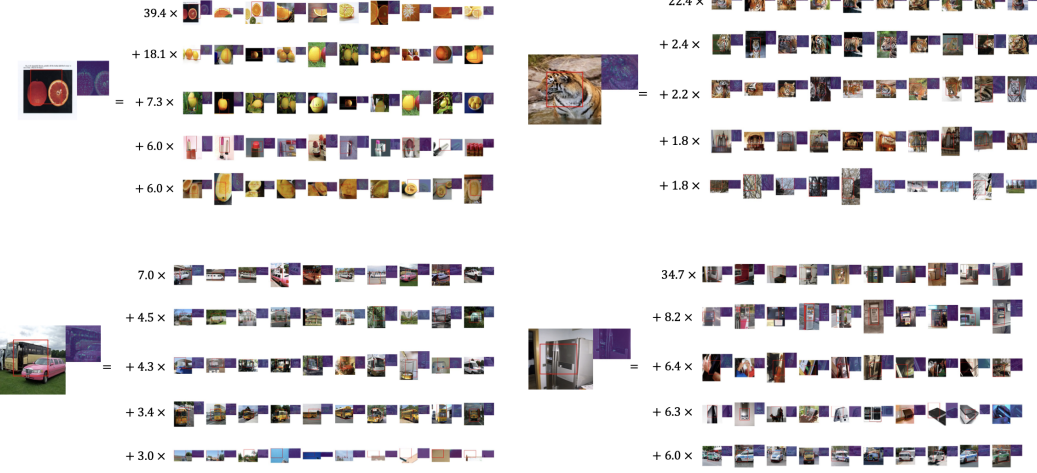 39.4 ×
+ 18.1 ×
= + 7.3 ×
+ 6.0 ×
+ 6.0 ×
22.4 ×
+ 2.4 ×
= + 2.2 ×
+ 1.8 ×
+ 1.8 ×
7.0 ×
+ 4.5 ×
= + 4.3 ×
+ 3.4 ×
+ 3.0 ×
34.7 ×
+ 8.2 ×
= + 6.4 ×
+ 6.3 ×
+ 6.0 ×